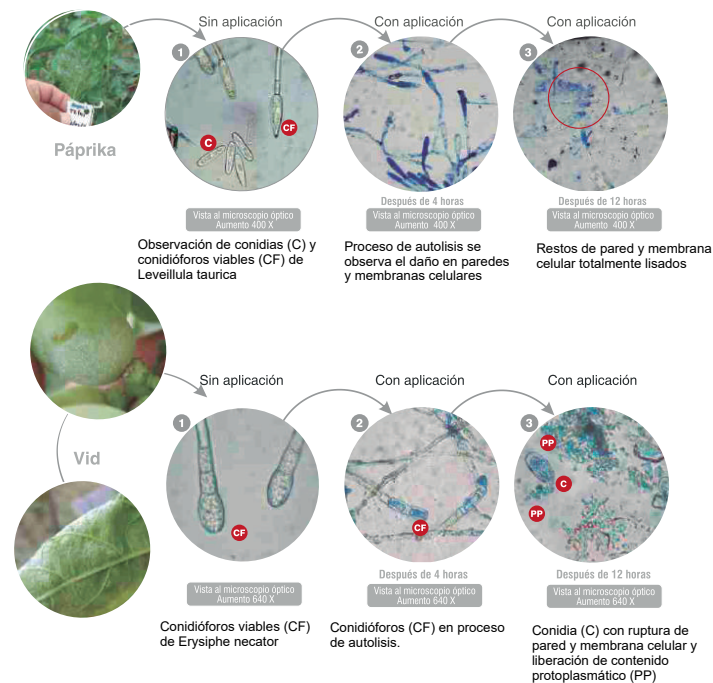 Sin aplicación
Con aplicación
Con aplicación
1
2
3
C
CF
Páprika
Después de 4 horas
Después de 12 horas
Vista al microscopio óptico
Aumento 400 X
Vista al microscopio óptico
Aumento 400 X
Vista al microscopio óptico
Aumento 400 X
Observación de conidias (C) y
conidióforos viables (CF) de
Leveillula taurica
Proceso de autolisis se
observa el daño en paredes
y membranas celulares
Restos de pared y membrana
celular totalmente lisados
Sin aplicación
Con aplicación
Con aplicación
1
2
3
Vid
CF
CF
PP
C
PP
Después de 4 horas
Después de 12 horas
Vista al microscopio óptico
Aumento 640 X
Vista al microscopio óptico
Aumento 640 X
Vista al microscopio óptico
Aumento 640 X
Conidióforos viables (CF)
de Erysiphe necator
Conidióforos (CF) en proceso
de autolisis.
Conidia (C) con ruptura de
pared y membrana celular y
liberación de contenido
protoplasmático (PP)